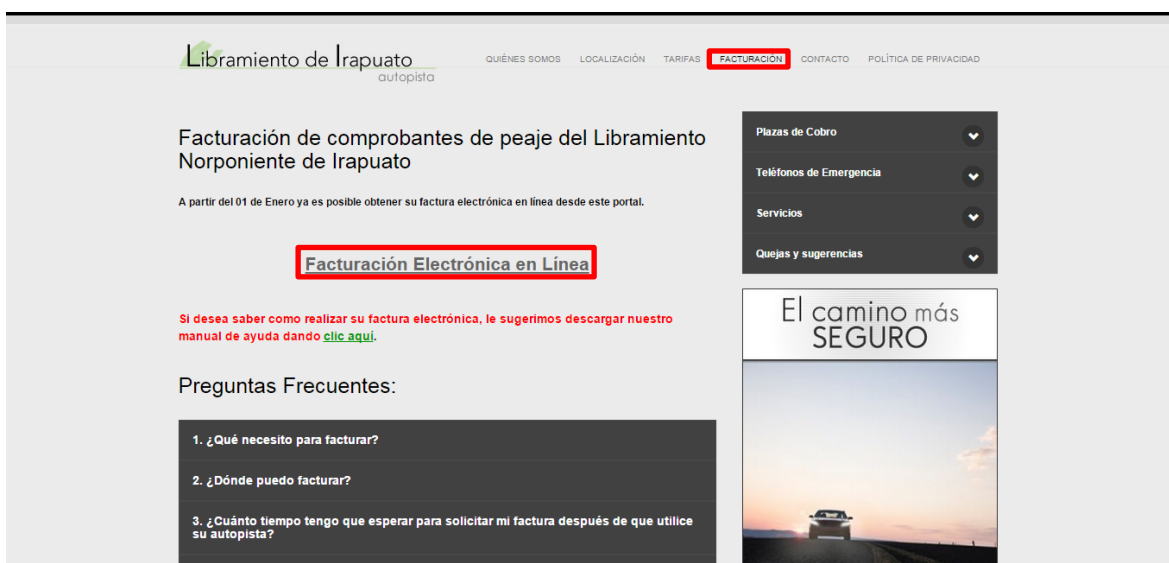 Libramiento de Irapuato
autopista
QUIÉNES SOMOS LOCALIZACIÓN TARIFAS FACTURACIÓN CONTACTO POLÍTICA DE PRIVACIDAD
Facturación de comprobantes de peaje del Libramiento
Norponiente de Irapuato
A partir del 01 de Enero ya es posible obtener su factura electrónica en línea desde este portal.
Facturación Electrónica en Línea
Si desea saber como realizar su factura electrónica, le sugerimos descargar nuestro
manual de ayuda dando clic aquí.
Preguntas Frecuentes:
1. ¿Qué necesito para facturar?
2. ¿Dónde puedo facturar?
3. ¿Cuánto tiempo tengo que esperar para solicitar mi factura después de que utilice
su autopista?
Plazas de Cobro
Teléfonos de Emergencia
Servicios
Quejas y sugerencias
El camino más
SEGURO